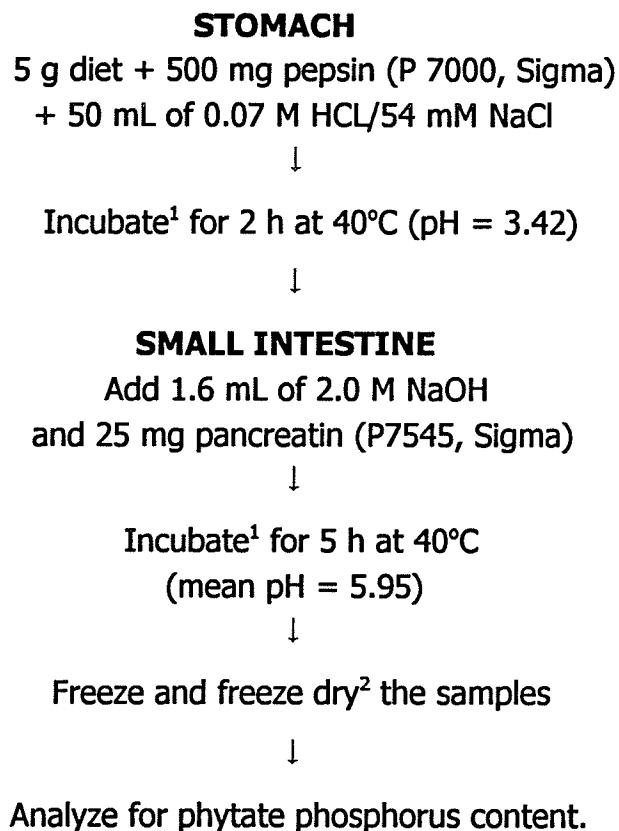 STOMACH
5 g diet + 500 mg pepsin (P 7000, Sigma)
+ 50 mL of 0.07 M HCL/54 mM NaCl
↓
Incubate¹ for 2 h at 40ºC (pH = 3.42)
↓
SMALL INTESTINE
Add 1.6 mL of 2.0 M NaOH
and 25 mg pancreatin (P7545, Sigma)
↓
Incubate¹ for 5 h at 40ºC
(mean pH = 5.95)
↓
Freeze and freeze dry² the samples
↓
Analyze for phytate phosphorus content.